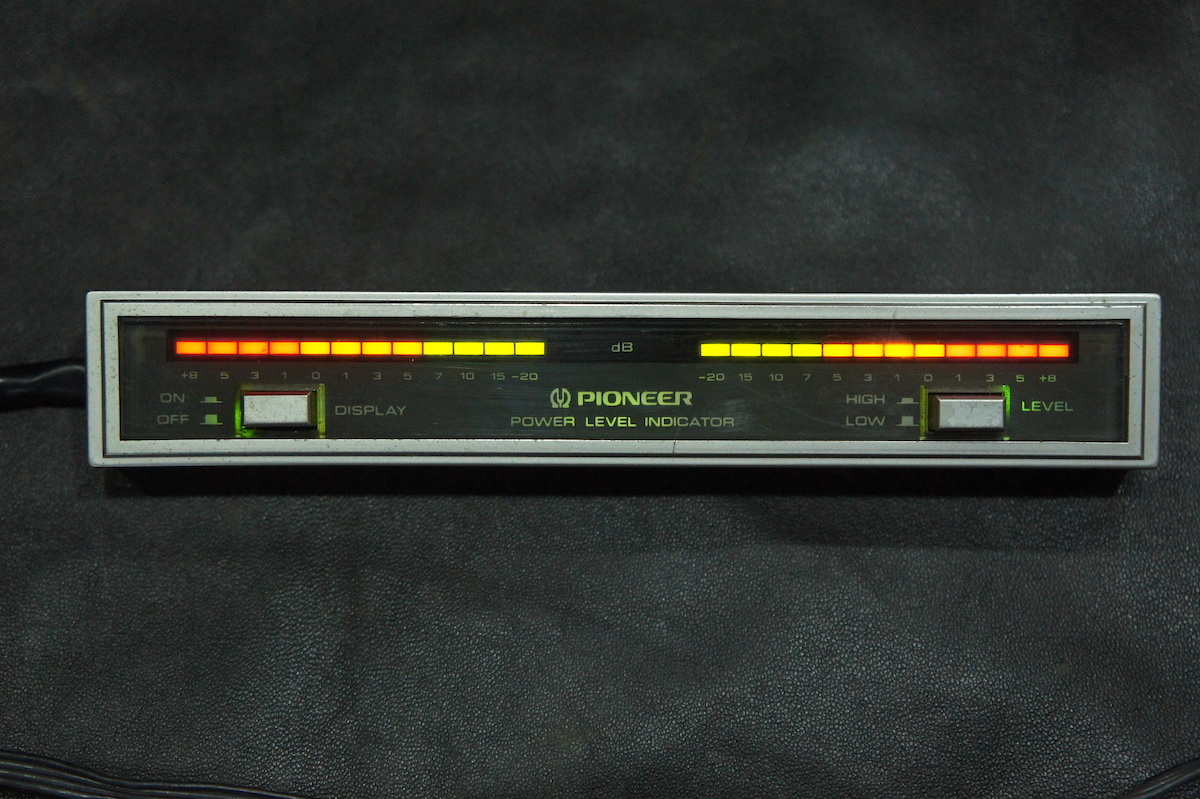 dB
+8 5 3 1 0 1 3 5 7 10 15 -20
-20 15 10 7 5 3 1 0 1 3 5 +8
ON
OFF
DISPLAY
PIONEER
POWER LEVEL INDICATOR
HIGH
LOW
LEVEL